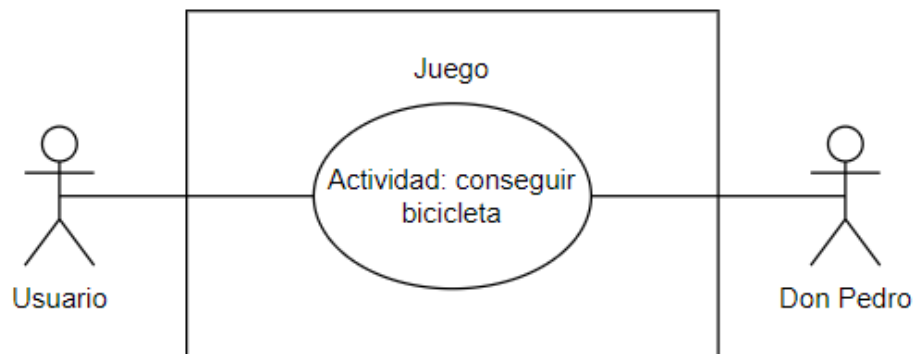 Juego
Actividad: conseguir
bicicleta
Usuario
Don Pedro